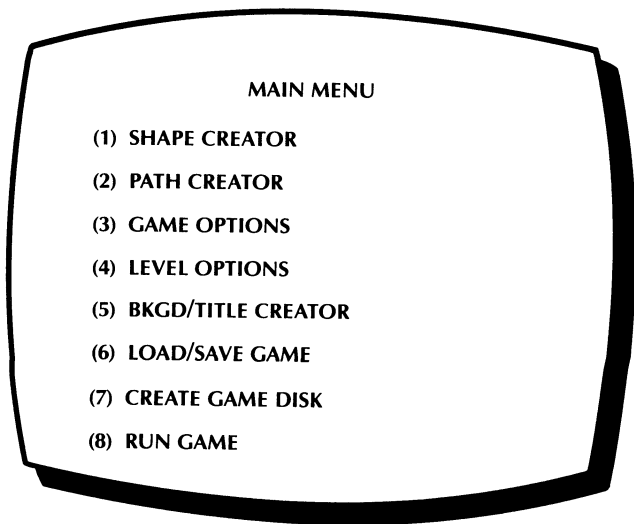 MAIN MENU
(1) SHAPE CREATOR
(2) PATH CREATOR
(3) GAME OPTIONS
(4) LEVEL OPTIONS
(5) BKGD/TITLE CREATOR
(6) LOAD/SAVE GAME
(7) CREATE GAME DISK
(8) RUN GAME